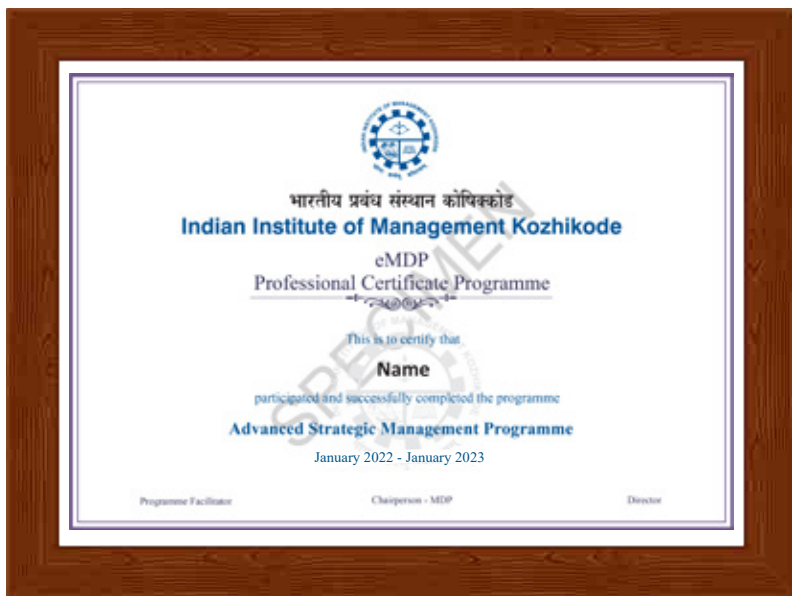 भारतीय प्रबंध संस्थान कोषिक्कोड
Indian Institute of Management Kozhikode
eMDP
Professional Certificate Programme
This is to certify that
Name
participated and successfully completed the programme
Advanced Strategic Management Programme
January 2022 - January 2023
Programme Facilitator
Chairperson - MDP
Director
SPECIMEN